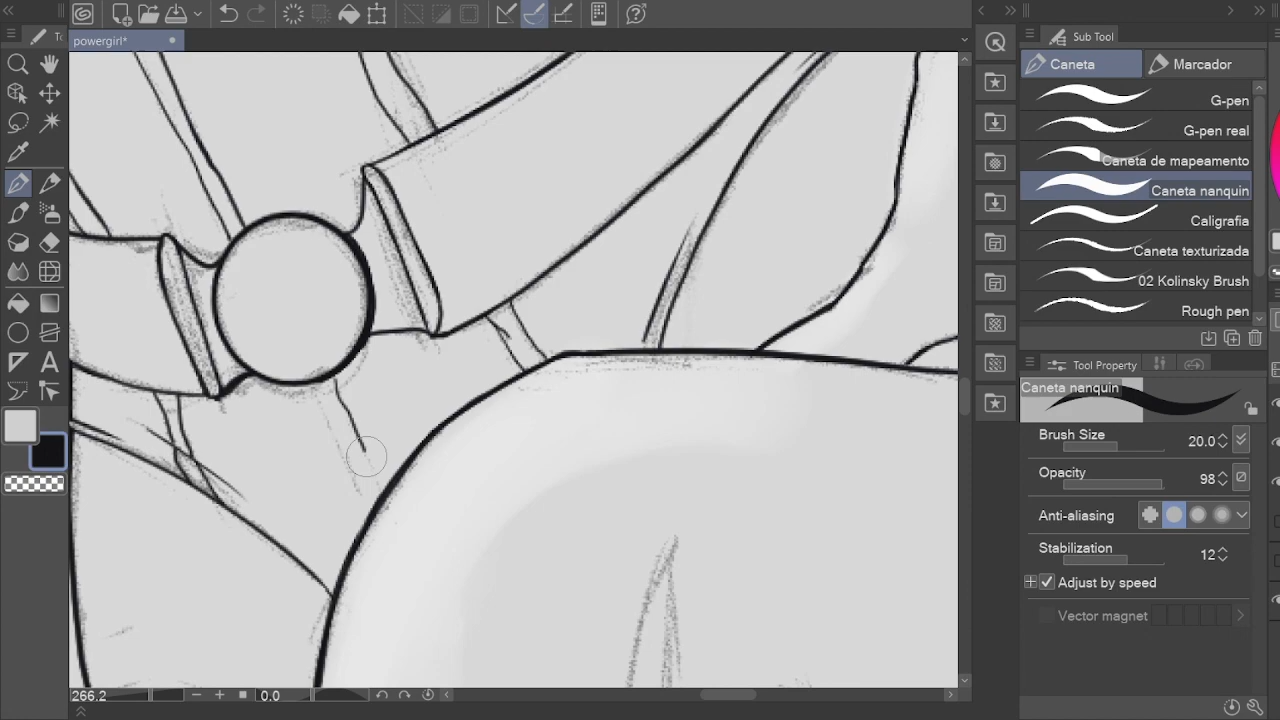 To
powergirl*
Sub Tool
Caneta
Marcador
G-pen
G-pen real
Caneta de mapeamento
Caneta nanquin
Caligrafia
Caneta texturizada
02 Kolinsky Brush
Rough pen
Tool Property
Caneta nanquin
Brush Size 20.0
Opacity 98
Anti-aliasing
Stabilization 12
Adjust by speed
Vector magnet
266.2
0.0